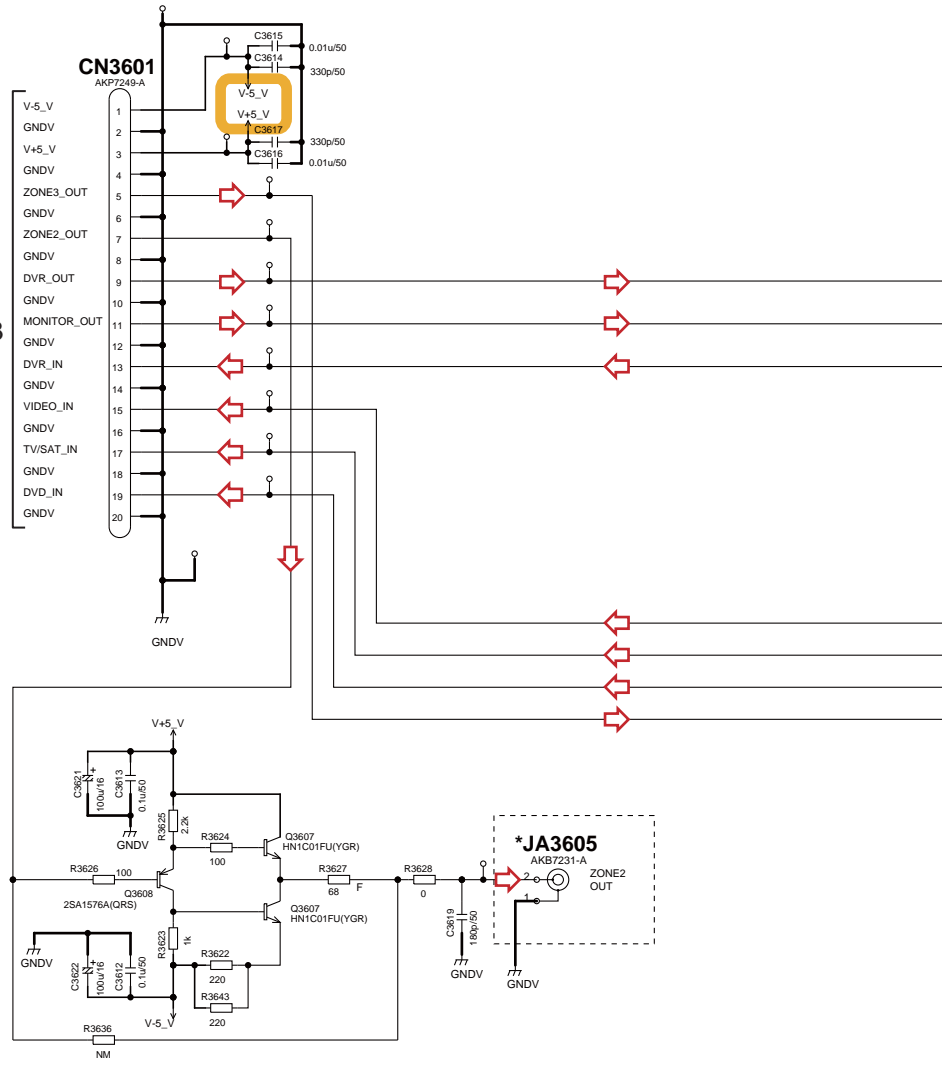 C3615
0.01u/50
C3614
330p/50
CN3601
AKP7249-A
V-5_V
V+5_V
C3617
330p/50
C3616
0.01u/50
V-5_V
1
GNDV
2
V+5_V
3
GNDV
4
ZONE3_OUT
5
GNDV
6
ZONE2_OUT
7
GNDV
8
DVR_OUT
9
GNDV
10
MONITOR_OUT
11
GNDV
12
DVR_IN
13
GNDV
14
VIDEO_IN
15
GNDV
16
TV/SAT_IN
17
GNDV
18
DVD_IN
19
GNDV
20
GNDV
V+5_V
C3621
+
100u/16
C3613
0.1u/50
GNDV
R3625
2.2k
R3624
100
Q3607
HN1C01FU(YGR)
R3626
100
Q3608
2SA1576A(QRS)
R3627
68
F
R3628
0
*JA3605
AKB7231-A
2
ZONE2
OUT
1
GNDV
Q3607
HN1C01FU(YGR)
C3619
180p/50
GNDV
GNDV
C3622
+
100u/16
C3612
0.1u/50
R3623
1k
R3622
220
R3643
220
V-5_V
R3636
NM